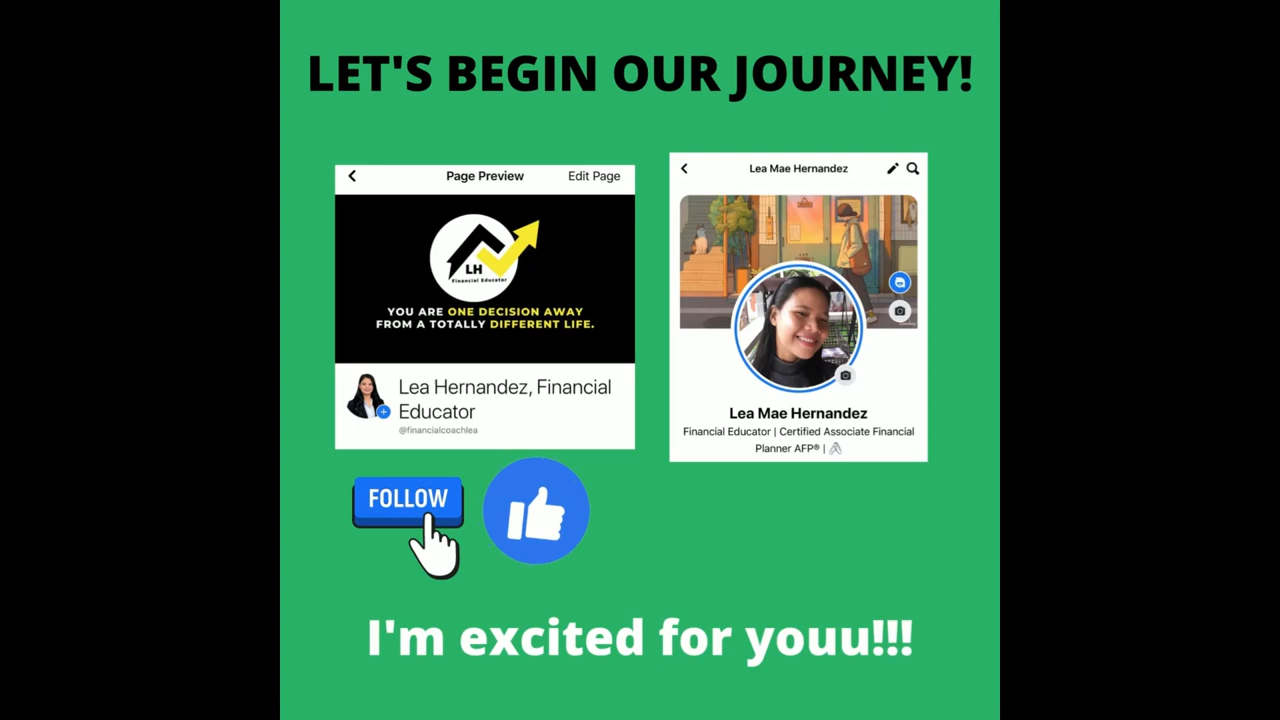 LET'S BEGIN OUR JOURNEY!
Page Preview
Edit Page
LH
Financial Educator
YOU ARE ONE DECISION AWAY
FROM A TOTALLY DIFFERENT LIFE.
Lea Hernandez, Financial
Educator
@financialcoachlea
Lea Mae Hernandez
Lea Mae Hernandez
Financial Educator | Certified Associate Financial
Planner AFP® |
FOLLOW
I'm excited for youu!!!